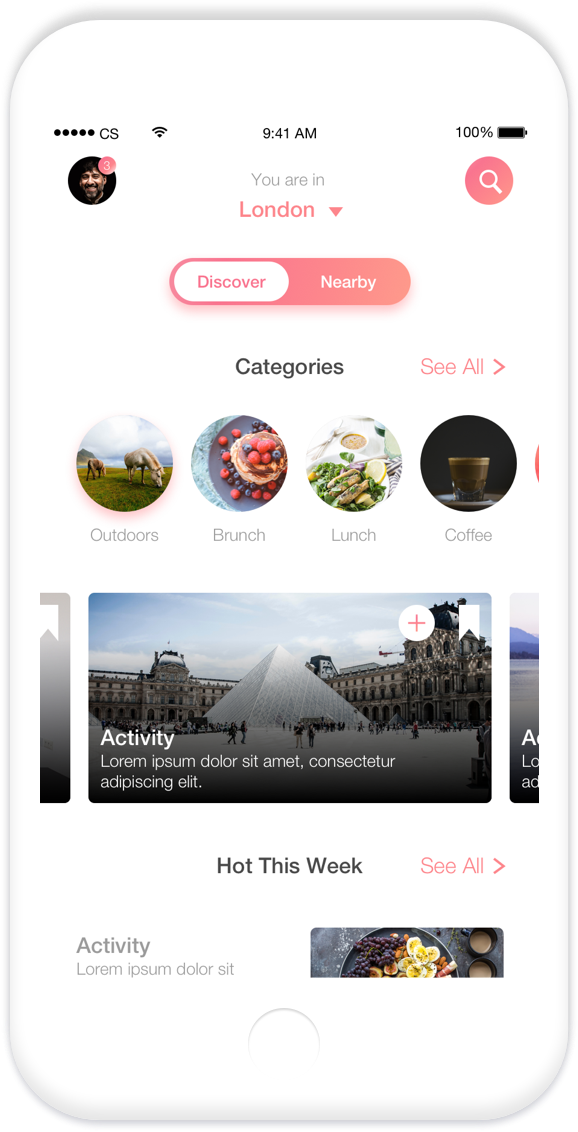 CS
9:41 AM
100%
3
You are in
London
Discover
Nearby
Categories
See All
Outdoors
Brunch
Lunch
Coffee
Activity
Lorem ipsum dolor sit amet, consectetur
adipiscing elit.
Ac
Lo
ad
Hot This Week
See All
Activity
Lorem ipsum dolor sit